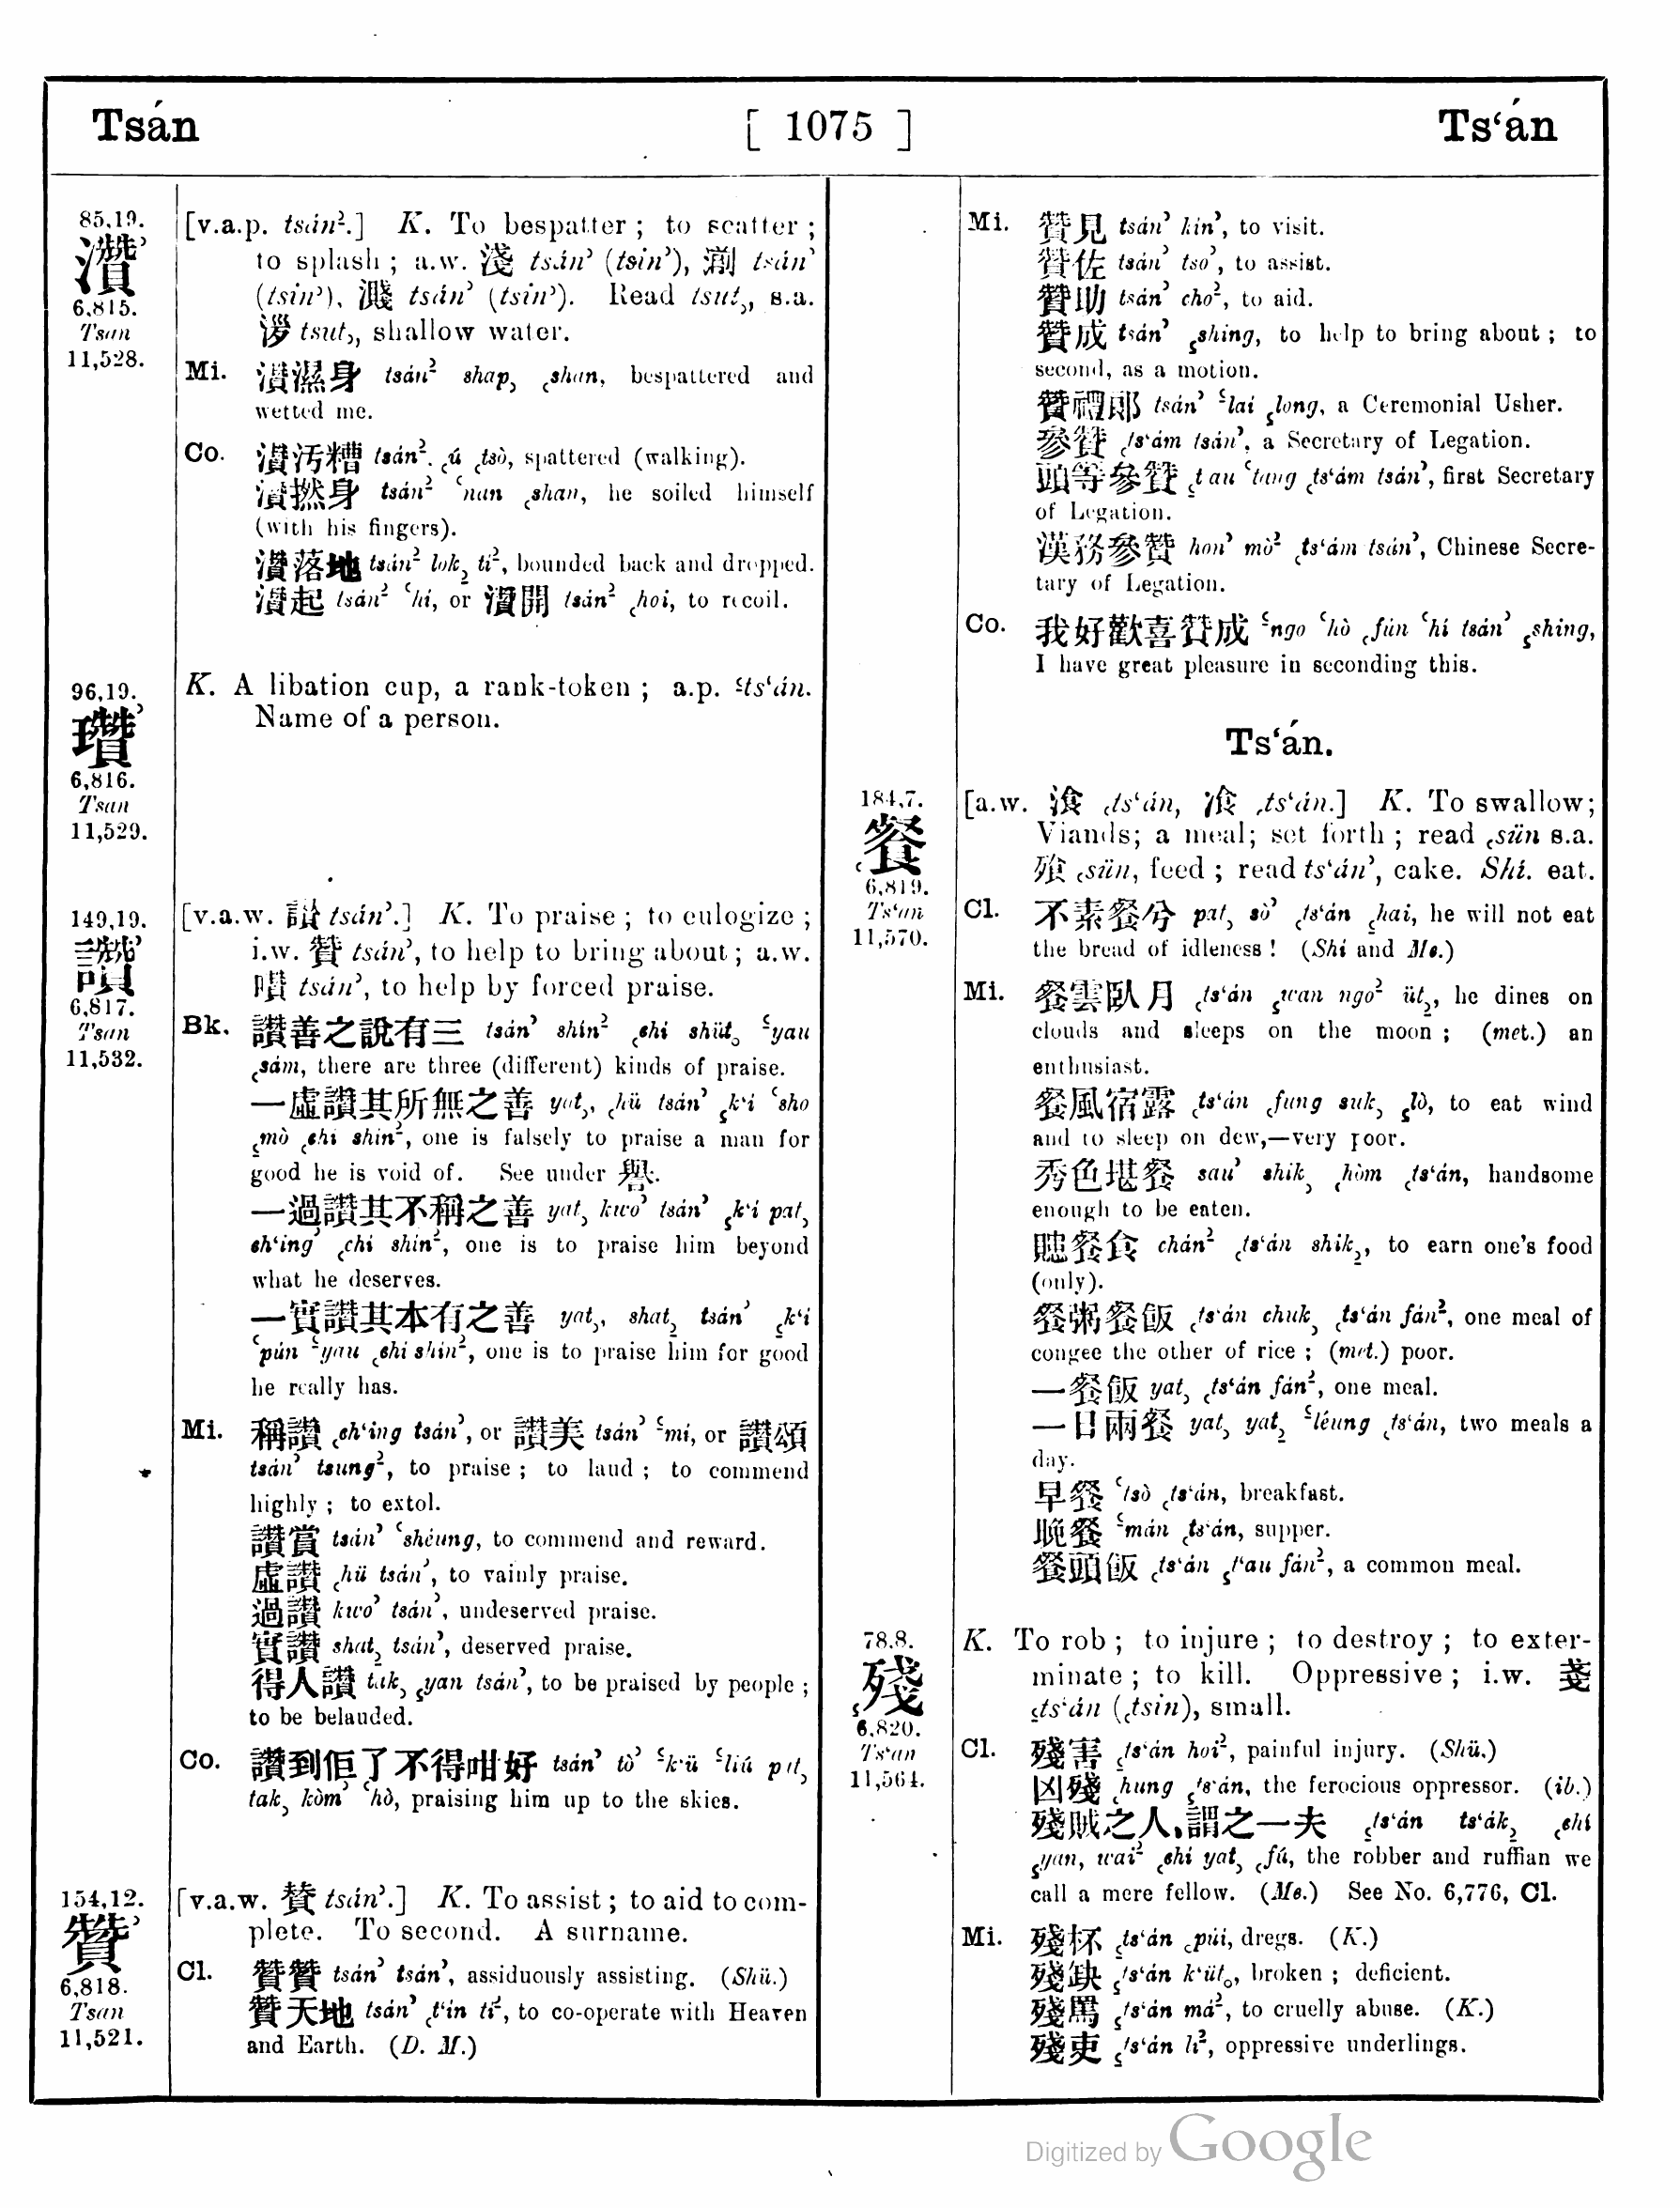 Tsán [ 1075 ] Ts‘án
85,19.
瓚’
6,815.
Tsan
11,528.
[v.a.p. tsán².] K. To bespatter; to scatter;
to splash; a.w. 淺 tsán’ (tsin’), tsán’
(tsin’), 濺 tsán’ (tsin’). Read tsut, s.a.
tsut, shallow water.
Mi. 灒濕身 tsán² shap, shan, bespattered and
wetted me.
Co. 灒汚糟 tsán². ú tsò, spattered (walking).
灒撚身 tsán² ‘nan shan, he soiled himself
(with his fingers).
灒落地 tsán² lok, tí², bounded back and dropped.
灒起 tsán² ‘hí, or 灒開 tsán² hoi, to recoil.
96,19.
瓚’
6,816.
Tsan
11,529.
K. A libation cup, a rank-token; a.p. ‘ts‘án.
Name of a person.
149,19.
讚’
6,817.
Tsan
11,532.
[v.a.w. 讃 tsán’.] K. To praise; to eulogize;
i.w. 贊 tsán’, to help to bring about; a.w.
囋 tsán’, to help by forced praise.
Bk. 讚善之說有三 tsán’ shín² chi shüt, ‘yau
sám, there are three (different) kinds of praise.
一虛讚其所無之善 yat, hü tsán’ k‘i ‘sho
mò chi shin², one is falsely to praise a man for
good he is void of. See under 譽.
一過讚其不稱之善 yat, kwo’ tsán’ k‘i pat,
ch‘ing’ chi shin², one is to praise him beyond
what he deserves.
一實讚其本有之善 yat, shat, tsán’ k‘i
‘pún ‘yau chi shin², one is to praise him for good
he really has.
Mi. 稱讚 ch‘ing tsán’, or 讚美 tsán’ ‘mi, or 讚頌
tsán’ tsung², to praise; to laud; to commend
highly; to extol.
讚賞 tsán’ ‘shéung, to commend and reward.
虛讚 hü tsán’, to vainly praise.
過讚 kwo’ tsán’, undeserved praise.
實讚 shat, tsán’, deserved praise.
得人讚 tak, yan tsán’, to be praised by people;
to be belauded.
Co. 讚到佢了不得咁好 tsán’ tò’ ‘k‘ü ‘liú pat,
tak, kòm’ ‘hò, praising him up to the skies.
154,12.
贊’
6,818.
Tsan
11,521.
[v.a.w. 賛 tsán’.] K. To assist; to aid to com-
plete. To second. A surname.
Cl. 贊贊 tsán’ tsán’, assiduously assisting. (Shü.)
贊天地 tsán’ t‘in tí², to co-operate with Heaven
and Earth. (D. M.)
Mi. 贊見 tsán’ kin’, to visit.
贊佐 tsán’ tso’, to assist.
贊助 tsán’ cho², to aid.
贊成 tsán’ shing, to help to bring about; to
second, as a motion.
贊禮郞 tsán’ ‘lai long, a Ceremonial Usher.
參贊 ts‘ám tsán’, a Secretary of Legation.
頭等參贊 t‘au ‘tang ts‘ám tsán’, first Secretary
of Legation.
漢務參贊 hon’ mò² ts‘ám tsán’, Chinese Secre-
tary of Legation.
Co. 我好歡喜贊成 ‘ngo ‘hò fún ‘hí tsán’ shing,
I have great pleasure in seconding this.
Ts‘án.
184,7.
餐
6,819.
Ts‘an
11,570.
[a.w. 湌 ts‘án, 飡 ts‘án.] K. To swallow;
Viands; a meal; set forth; read sün s.a.
飱 sün, feed; read ts‘án’, cake. Shí. eat.
Cl. 不素餐兮 pat, sò’ ts‘án hai, he will not eat
the bread of idleness! (Shí and Me.)
Mi. 餐雲臥月 ts‘án wan ngo² üt, he dines on
clouds and sleeps on the moon; (met.) an
enthusiast.
餐風宿露 ts‘án fung suk, lò, to eat wind
and to sleep on dew,—very poor.
秀色堪餐 sau’ shik, hòm ts‘án, handsome
enough to be eaten.
餐食 chán² ts‘án shik, to earn one's food
(only).
餐粥餐飯 ts‘án chuk, ts‘án fán², one meal of
congee the other of rice; (met.) poor.
一餐飯 yat, ts‘án fán², one meal.
一日兩餐 yat, yat, ‘léung ts‘án, two meals a
day.
早餐 ‘tsò ts‘án, breakfast.
晚餐 ‘mán ts‘án, supper.
餐頭飯 ts‘án t‘au fán², a common meal.
78,8.
殘
6,820.
Ts‘an
11,564.
K. To rob; to injure; to destroy; to exter-
minate; to kill. Oppressive; i.w. 戔
ts‘án (tsin), small.
Cl. 殘害 ts‘án hoi², painful injury. (Shü.)
凶殘 hung ts‘án, the ferocious oppressor. (ib.)
殘賊之人,謂之一夫 ts‘án ts‘ák, chí
yan, wai² chi yat, fú, the robber and ruffian we
call a mere fellow. (Me.) See No. 6,776, Cl.
Mi. 殘杯 ts‘án púi, dregs. (K.)
殘缺 ts‘án k‘üt, broken; deficient.
殘罵 ts‘án má², to cruelly abuse. (K.)
殘吏 ts‘án li², oppressive underlings.
Digitized by Google